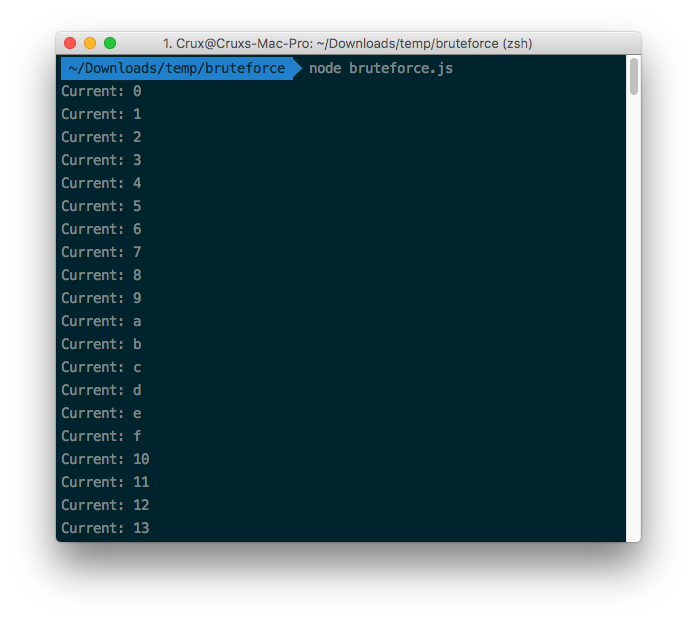 1. Crux@Cruxs-Mac-Pro: ~/Downloads/temp/bruteforce (zsh)
~/Downloads/temp/bruteforce node bruteforce.js
Current: 0
Current: 1
Current: 2
Current: 3
Current: 4
Current: 5
Current: 6
Current: 7
Current: 8
Current: 9
Current: a
Current: b
Current: c
Current: d
Current: e
Current: f
Current: 10
Current: 11
Current: 12
Current: 13